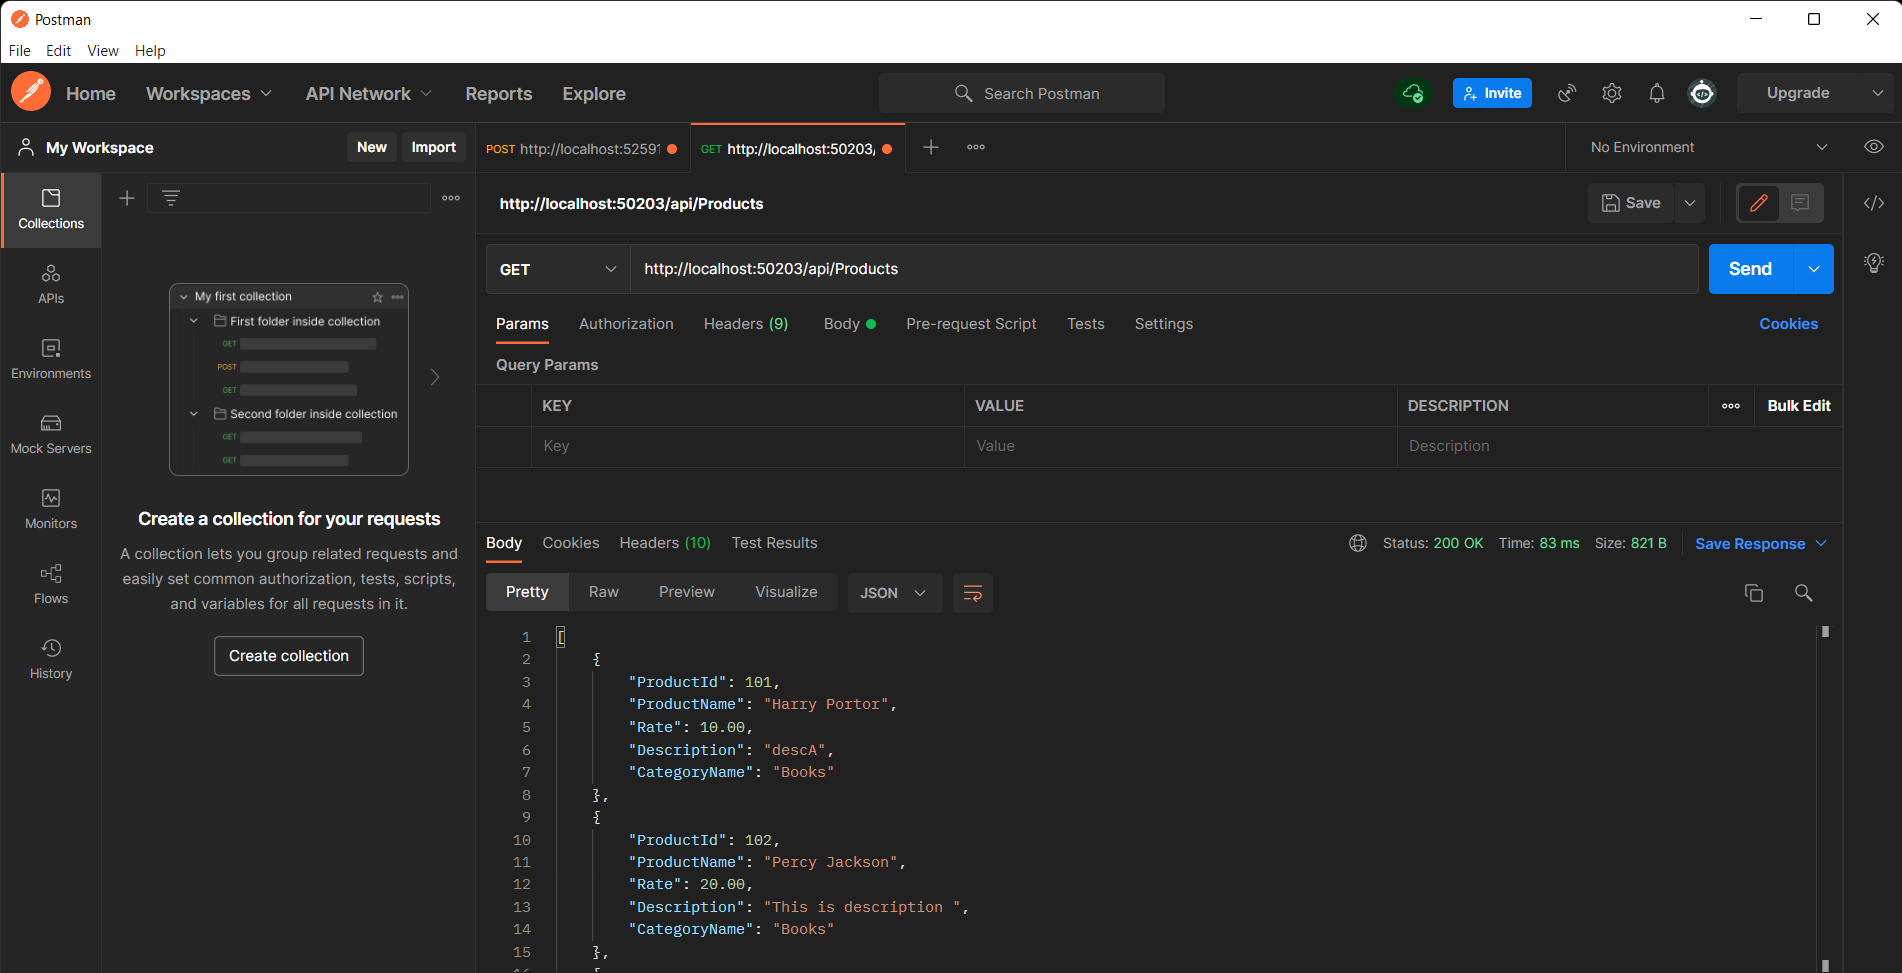 Postman
File Edit View Help
Home Workspaces API Network Reports Explore Search Postman Invite Upgrade
My Workspace New Import POST http://localhost:52591 GET http://localhost:50203/ No Environment
Collections
APIs
Environments
Mock Servers
Monitors
Flows
History
My first collection
First folder inside collection
GET
POST
GET
Second folder inside collection
GET
GET
Create a collection for your requests
A collection lets you group related requests and
easily set common authorization, tests, scripts,
and variables for all requests in it.
Create collection
http://localhost:50203/api/Products Save
GET http://localhost:50203/api/Products Send
Params Authorization Headers (9) Body Pre-request Script Tests Settings Cookies
Query Params
KEY VALUE DESCRIPTION Bulk Edit
Key Value Description
Body Cookies Headers (10) Test Results Status: 200 OK Time: 83 ms Size: 821 B Save Response
Pretty Raw Preview Visualize JSON
1 [
2 {
3 "ProductId": 101,
4 "ProductName": "Harry Portor",
5 "Rate": 10.00,
6 "Description": "descA",
7 "CategoryName": "Books"
8 },
9 {
10 "ProductId": 102,
11 "ProductName": "Percy Jackson",
12 "Rate": 20.00,
13 "Description": "This is description ",
14 "CategoryName": "Books"
15 },
16 {